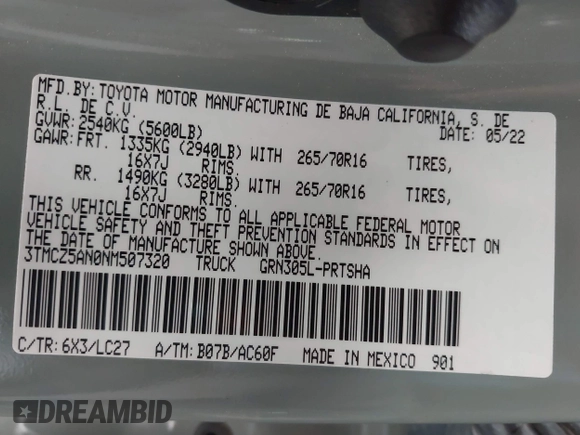 MFD.BY: TOYOTA MOTOR MANUFACTURING DE BAJA CALIFORNIA, S. DE
R.L. DE C.V. DATE: 05/22
GVWR: 2540KG (5600LB)
GAWR: FRT. 1335KG (2940LB) WITH 265/70R16 TIRES,
16X7J RIMS.
RR. 1490KG (3280LB) WITH 265/70R16 TIRES,
16X7J RIMS.
THIS VEHICLE CONFORMS TO ALL APPLICABLE FEDERAL MOTOR
VEHICLE SAFETY AND THEFT PREVENTION STANDARDS IN EFFECT ON
THE DATE OF MANUFACTURE SHOWN ABOVE.
3TMCZ5AN0NM507320 TRUCK GRN305L-PRTSHA
C/TR: 6X3/LC27 A/TM: B07B/AC60F MADE IN MEXICO 901
DREAMBID